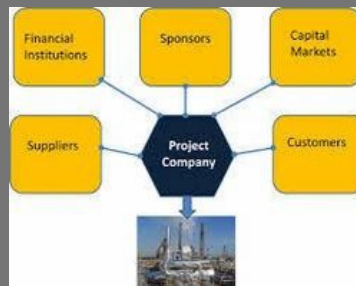 Financial
Institutions
Sponsors
Capital
Markets
Suppliers
Project
Company
Customers